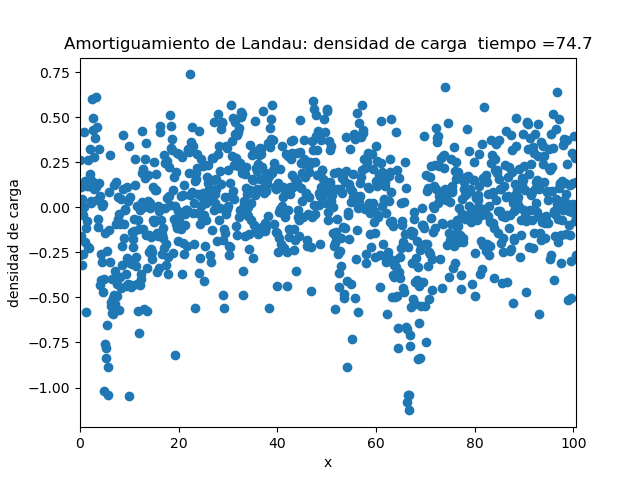 Amortiguamiento de Landau: densidad de carga  tiempo =74.7
densidad de carga
0.75
0.50
0.25
0.00
−0.25
−0.50
−0.75
−1.00
0 20 40 60 80 100
x